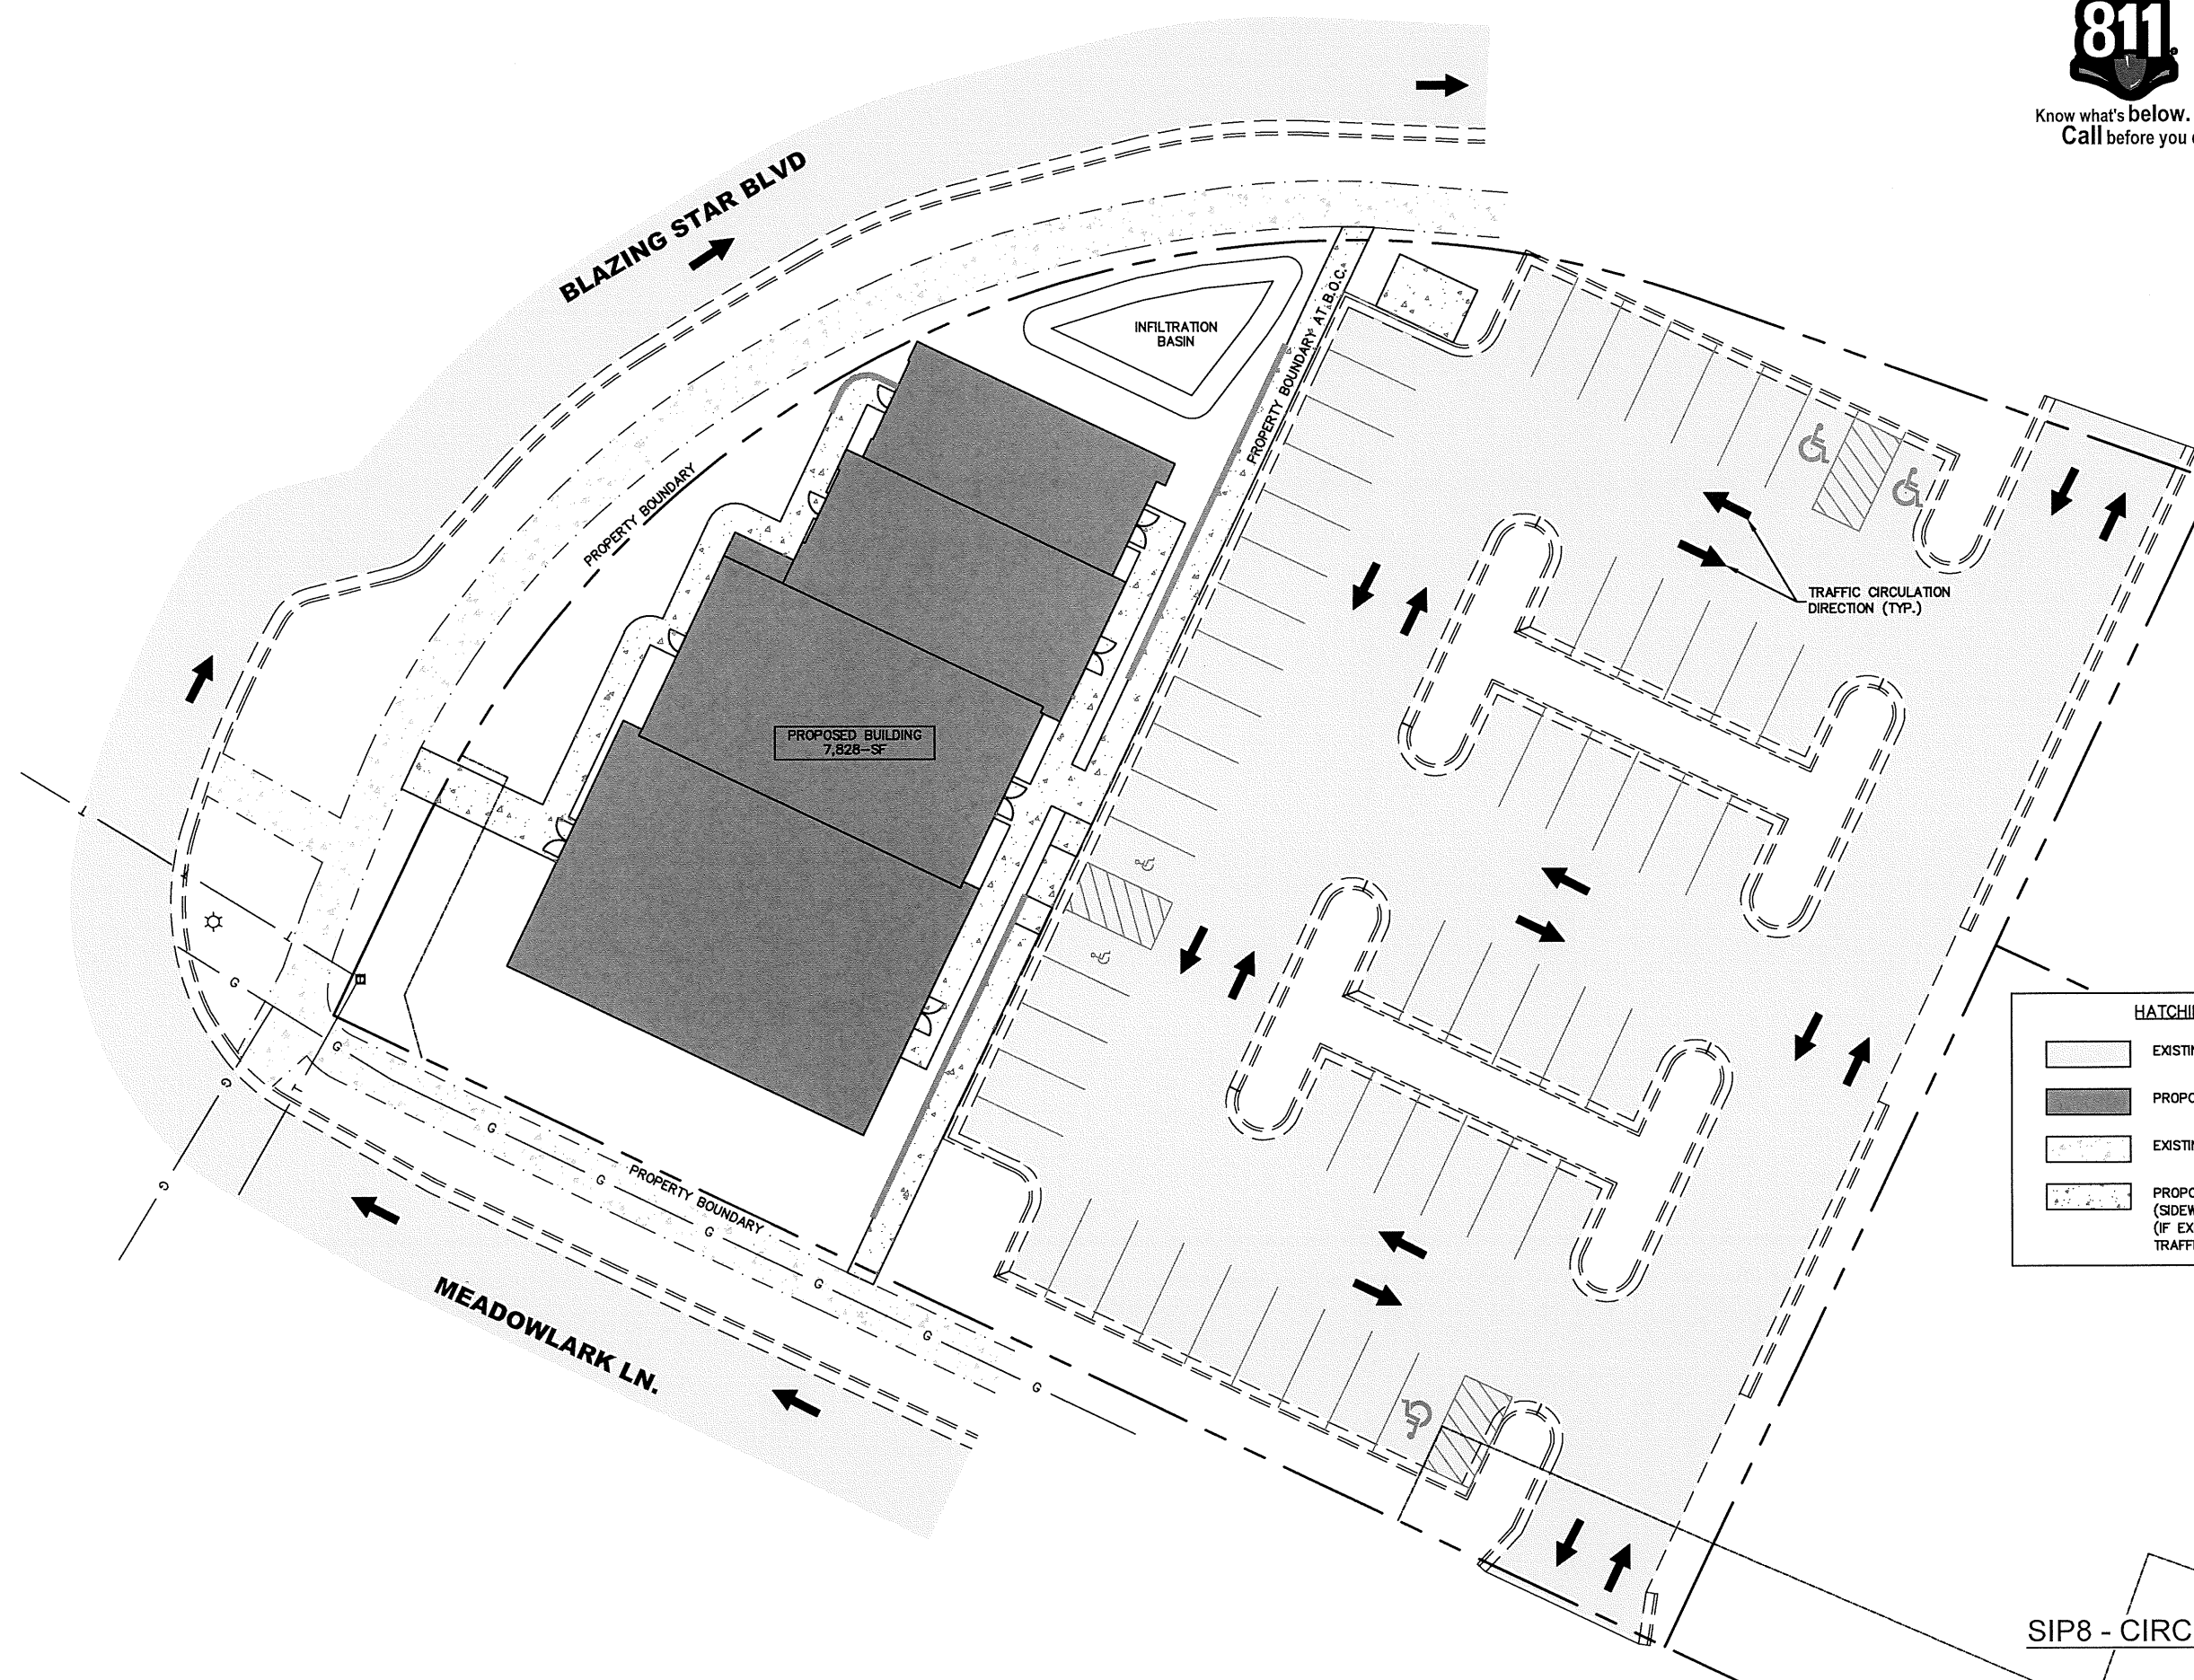 811
Know what's below.
Call before you
BLAZING STAR BLVD
INFILTRATION
BASIN
PROPERTY BOUNDARY AT B.O.C.
PROPERTY BOUNDARY
TRAFFIC CIRCULATION
DIRECTION (TYP.)
PROPOSED BUILDING
7,828-SF
G
G
G
G
G
G
G
G
G
G
PROPERTY BOUNDARY
MEADOWLARK LN.
HATCHI
EXISTI
PROPO
EXISTI
PROPO
(SIDEW
(IF EX
TRAFF
SIP8 - CIRC